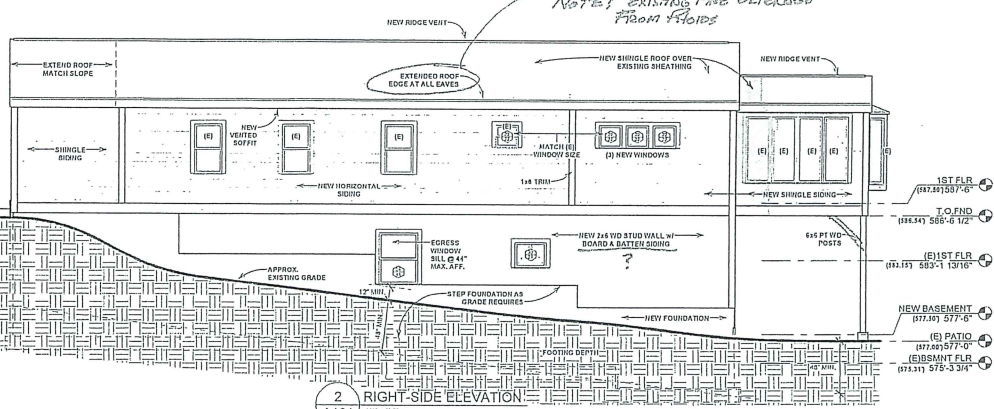 NOTE! EXISTING
FROM PHOTOS
NEW RIDGE VENT
EXTEND ROOF
MATCH SLOPE
EXTENDED ROOF
EDGE AT ALL EAVES
NEW SHINGLE ROOF OVER
EXISTING SHEATHING
NEW RIDGE VENT
SHINGLE
SIDING
NEW
VENTED
SOFFIT
(E)
(E)
(E)
(E)
MATCH (E)
WINDOW SIZE
(3) NEW WINDOWS
1x8 TRIM
NEW HORIZONTAL
SIDING
(E)
(E)
(E)
(E)
(E)
NEW SHINGLE SIDING
1ST FLR
(587.50) 587'-6"
T.O.FND
(586.54) 586'-6 1/2"
6x6 PT WD
POSTS
(E)1ST FLR
(583.15) 583'-1 13/16"
EGRESS
WINDOW
SILL @ 44"
MAX. AFF.
NEW 2x6 WD STUD WALL w/
BOARD & BATTEN SIDING
?
APPROX.
EXISTING GRADE
12" MIN.
STEP FOUNDATION AS
GRADE REQUIRES
NEW FOUNDATION
NEW BASEMENT
(577.50) 577'-6"
(E) PATIO
(577.00) 577'-0"
(E)BSMNT FLR
(575.31) 575'-3 3/4"
FOOTING DEPTH
48" MIN.
2 RIGHT-SIDE ELEVATION